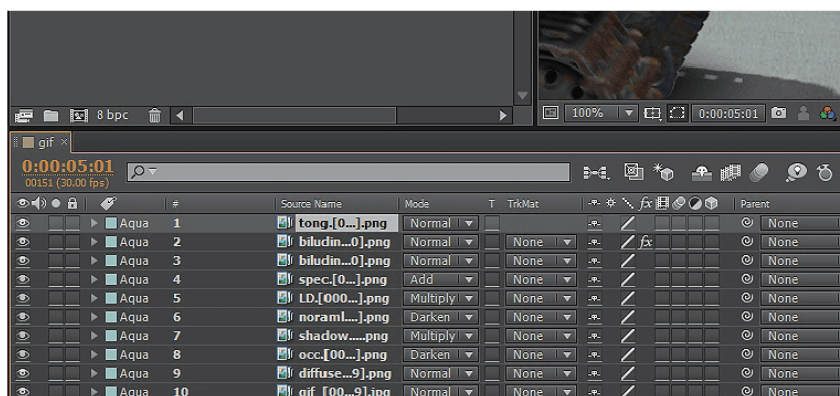 8 bpc
100% 0:00:05:01
gif ×
0:00:05:01
00151 (30.00 fps)
# Source Name Mode T TrkMat fx Parent
Aqua 1 tong.[0...].png Normal None
Aqua 2 biludin...0].png Normal None fx None
Aqua 3 biludin...0].png Normal None None
Aqua 4 spec.[0...].png Add None None
Aqua 5 LD.[000...].png Multiply None None
Aqua 6 noraml....].png Darken None None
Aqua 7 shadow.....png Multiply None None
Aqua 8 occ.[00...].png Darken None None
Aqua 9 diffuse...9].png Normal None None
Aqua 10 gif_[00...9].jpg Normal None None